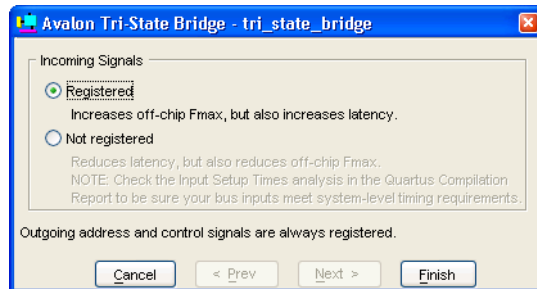 Avalon Tri-State Bridge - tri_state_bridge
Incoming Signals
Registered
Increases off-chip Fmax, but also increases latency.
Not registered
Reduces latency, but also reduces off-chip Fmax.
NOTE: Check the Input Setup Times analysis in the Quartus Compilation
Report to be sure your bus inputs meet system-level timing requirements.
Outgoing address and control signals are always registered.
Cancel < Prev Next > Finish